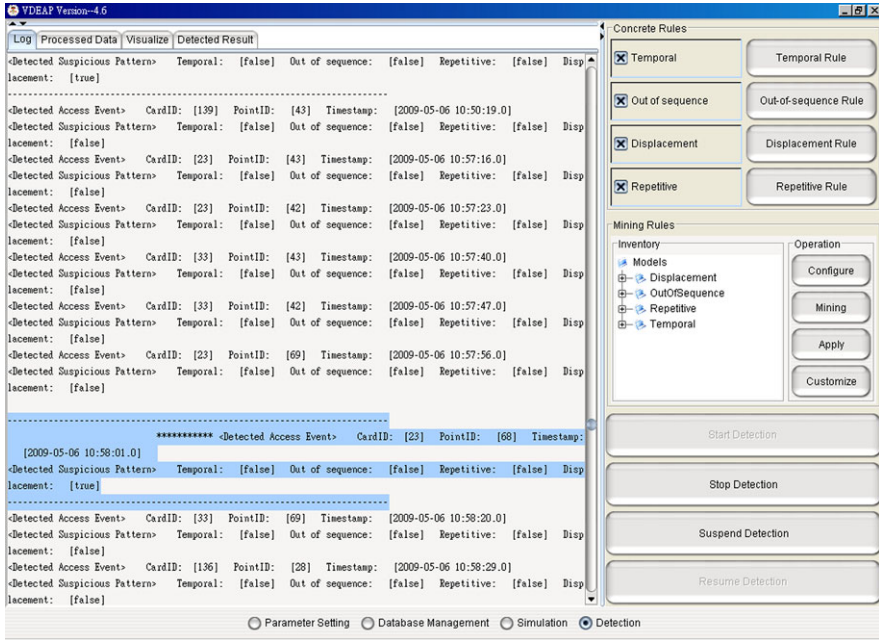 VDEAP Version--4.6
Log Processed Data Visualize Detected Result
<Detected Suspicious Pattern> Temporal: [false] Out of sequence: [false] Repetitive: [false] Disp
lacement: [true]
--------------------------------------------------------------------------------
<Detected Access Event> CardID: [139] PointID: [43] Timestamp: [2009-05-06 10:50:19.0]
<Detected Suspicious Pattern> Temporal: [false] Out of sequence: [false] Repetitive: [false] Disp
lacement: [false]
<Detected Access Event> CardID: [23] PointID: [43] Timestamp: [2009-05-06 10:57:16.0]
<Detected Suspicious Pattern> Temporal: [false] Out of sequence: [false] Repetitive: [false] Disp
lacement: [false]
<Detected Access Event> CardID: [23] PointID: [42] Timestamp: [2009-05-06 10:57:23.0]
<Detected Suspicious Pattern> Temporal: [false] Out of sequence: [false] Repetitive: [false] Disp
lacement: [false]
<Detected Access Event> CardID: [33] PointID: [43] Timestamp: [2009-05-06 10:57:40.0]
<Detected Suspicious Pattern> Temporal: [false] Out of sequence: [false] Repetitive: [false] Disp
lacement: [false]
<Detected Access Event> CardID: [33] PointID: [42] Timestamp: [2009-05-06 10:57:47.0]
<Detected Suspicious Pattern> Temporal: [false] Out of sequence: [false] Repetitive: [false] Disp
lacement: [false]
<Detected Access Event> CardID: [23] PointID: [69] Timestamp: [2009-05-06 10:57:56.0]
<Detected Suspicious Pattern> Temporal: [false] Out of sequence: [false] Repetitive: [false] Disp
lacement: [false]
--------------------------------------------------------------------------------
*********** <Detected Access Event> CardID: [23] PointID: [68] Timestamp:
[2009-05-06 10:58:01.0]
<Detected Suspicious Pattern> Temporal: [false] Out of sequence: [false] Repetitive: [false] Disp
lacement: [true]
--------------------------------------------------------------------------------
<Detected Access Event> CardID: [33] PointID: [69] Timestamp: [2009-05-06 10:58:20.0]
<Detected Suspicious Pattern> Temporal: [false] Out of sequence: [false] Repetitive: [false] Disp
lacement: [false]
<Detected Access Event> CardID: [136] PointID: [28] Timestamp: [2009-05-06 10:58:29.0]
<Detected Suspicious Pattern> Temporal: [false] Out of sequence: [false] Repetitive: [false] Disp
lacement: [false]
Concrete Rules
Temporal Temporal Rule
Out of sequence Out-of-sequence Rule
Displacement Displacement Rule
Repetitive Repetitive Rule
Mining Rules
Inventory
Models
Displacement
OutOfSequence
Repetitive
Temporal
Operation
Configure
Mining
Apply
Customize
Start Detection
Stop Detection
Suspend Detection
Resume Detection
Parameter Setting Database Management Simulation Detection